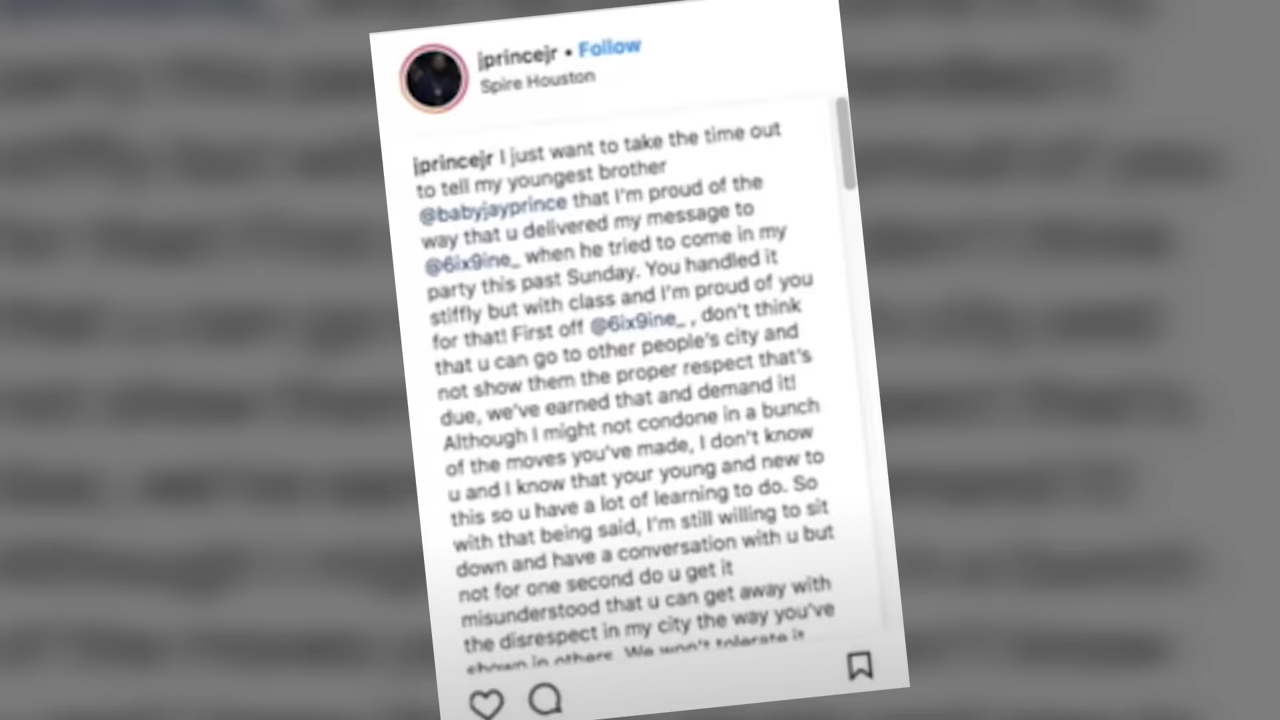 jprincejr • Follow
Spire Houston
jprincejr I just want to take the time out
to tell my youngest brother
@babyjayprince that I'm proud of the
way that u delivered my message to
@6ix9ine_ when he tried to come in my
party this past Sunday. You handled it
stiffly but with class and I'm proud of you
for that! First off @6ix9ine_ , don't think
that u can go to other people's city and
not show them the proper respect that's
due, we've earned that and demand it!
Although I might not condone in a bunch
of the moves you've made, I don't know
u and I know that your young and new to
this so u have a lot of learning to do. So
with that being said, I'm still willing to sit
down and have a conversation with u but
not for one second do u get it
misunderstood that u can get away with
the disrespect in my city the way you've
shown in others. We won't tolerate it